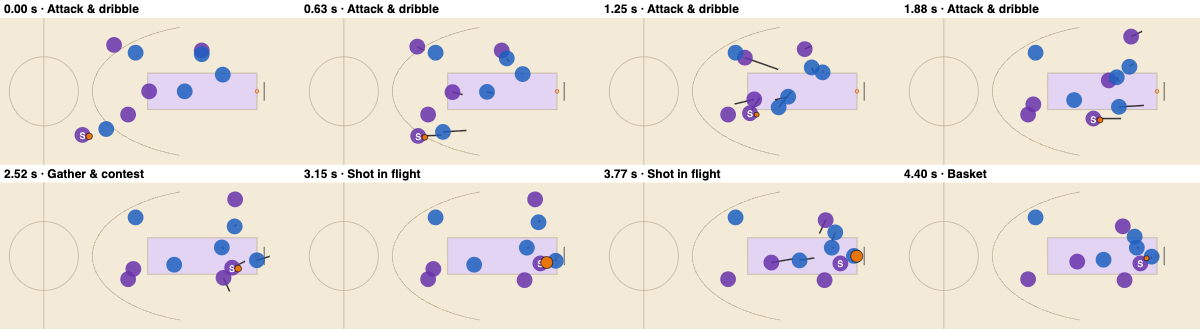 0.00 s · Attack & dribble
0.63 s · Attack & dribble
1.25 s · Attack & dribble
1.88 s · Attack & dribble
S
S
S
S
2.52 s · Gather & contest
3.15 s · Shot in flight
3.77 s · Shot in flight
4.40 s · Basket
S
S
S
S